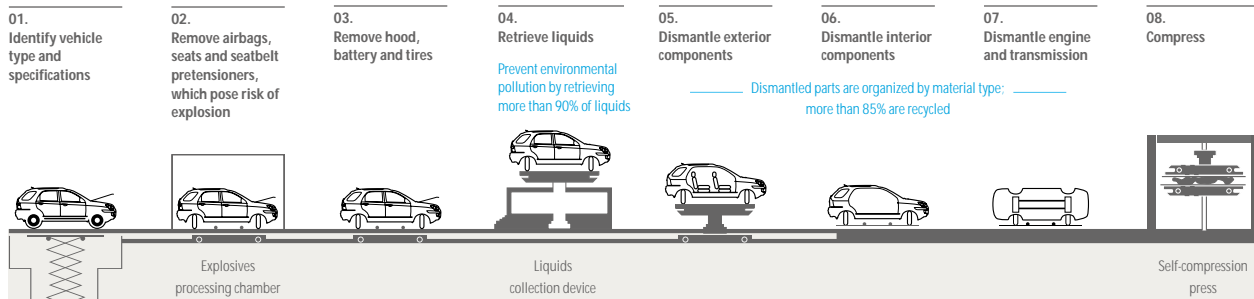 01.
Identify vehicle
type and
specifications
02.
Remove airbags,
seats and seatbelt
pretensioners,
which pose risk of
explosion
03.
Remove hood,
battery and tires
04.
Retrieve liquids
Prevent environmental
pollution by retrieving
more than 90% of liquids
05.
Dismantle exterior
components
06.
Dismantle interior
components
07.
Dismantle engine
and transmission
Dismantled parts are organized by material type;
more than 85% are recycled
08.
Compress
Explosives
processing chamber
Liquids
collection device
Self-compression
press